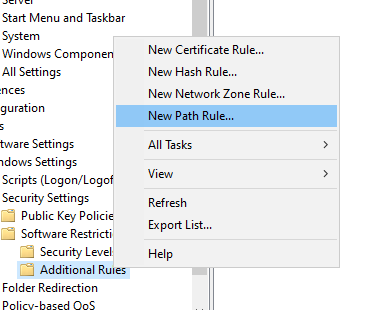 Server
Start Menu and Taskbar
System
Windows Componen
All Settings
ences
guration
s
ftware Settings
ndows Settings
Scripts (Logon/Logof
Security Settings
Public Key Policie
Software Restrictio
Security Level
Additional Rules
Folder Redirection
Policy-based QoS
New Certificate Rule...
New Hash Rule...
New Network Zone Rule...
New Path Rule...
All Tasks
View
Refresh
Export List...
Help